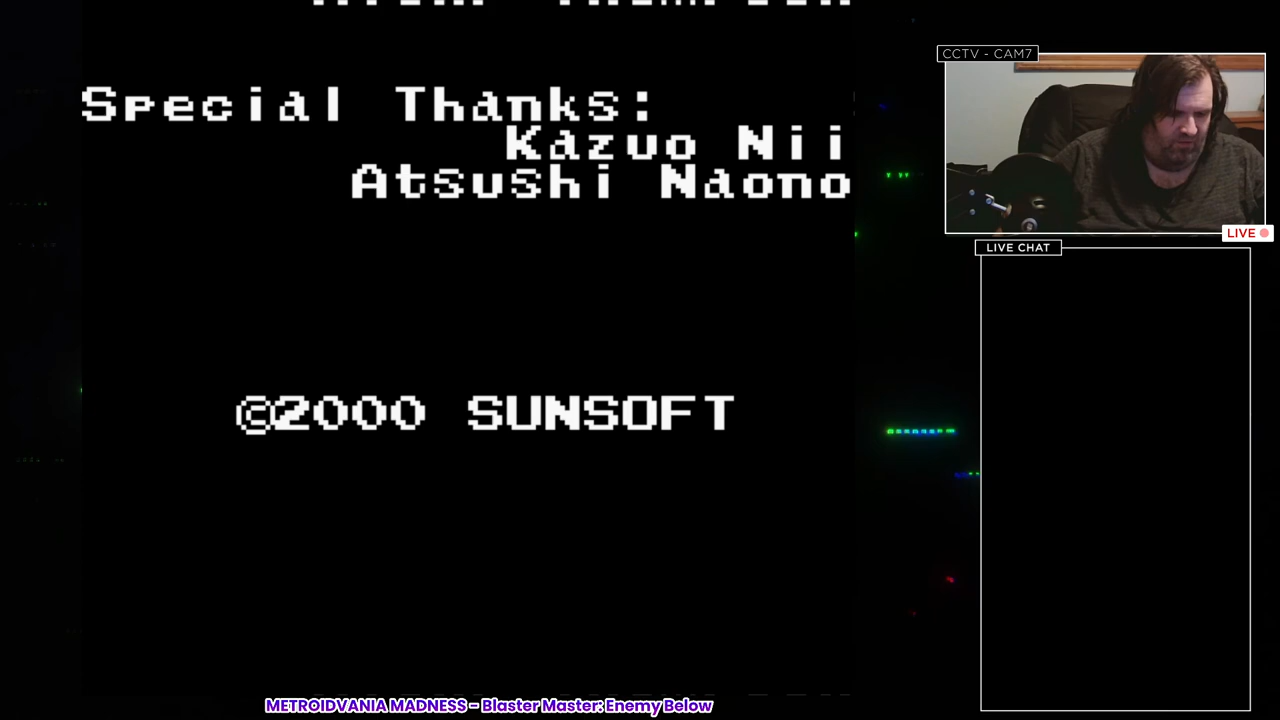 Special Thanks:
Kazuo Nii
Atsushi Naono
©2000 SUNSOFT
CCTV - CAM7
LIVE
LIVE CHAT
METROIDVANIA MADNESS - Blaster Master: Enemy Below